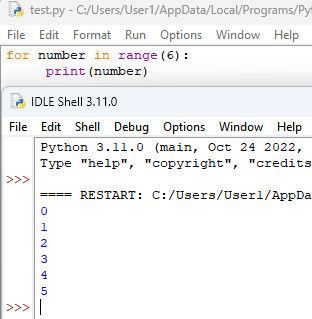 test.py - C:/Users/User1/AppData/Local/Programs/Pyt
File Edit Format Run Options Window Help
for number in range(6):
    print(number)
IDLE Shell 3.11.0
File Edit Shell Debug Options Window Help
Python 3.11.0 (main, Oct 24 2022,
Type "help", "copyright", "credits
>>>
==== RESTART: C:/Users/User1/AppDa
0
1
2
3
4
5
>>>